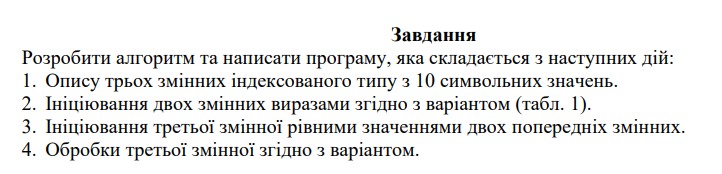 Завдання
Розробити алгоритм та написати програму, яка складається з наступних дій:
1. Опису трьох змінних індексованого типу з 10 символьних значень.
2. Ініціювання двох змінних виразами згідно з варіантом (табл. 1).
3. Ініціювання третьої змінної рівними значеннями двох попередніх змінних.
4. Обробки третьої змінної згідно з варіантом.